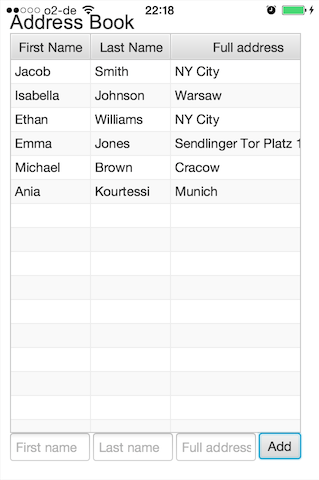 o2-de 22:18
Address Book
First Name Last Name Full address
Jacob Smith NY City
Isabella Johnson Warsaw
Ethan Williams NY City
Emma Jones Sendlinger Tor Platz 1
Michael Brown Cracow
Ania Kourtessi Munich
First name Last name Full address Add